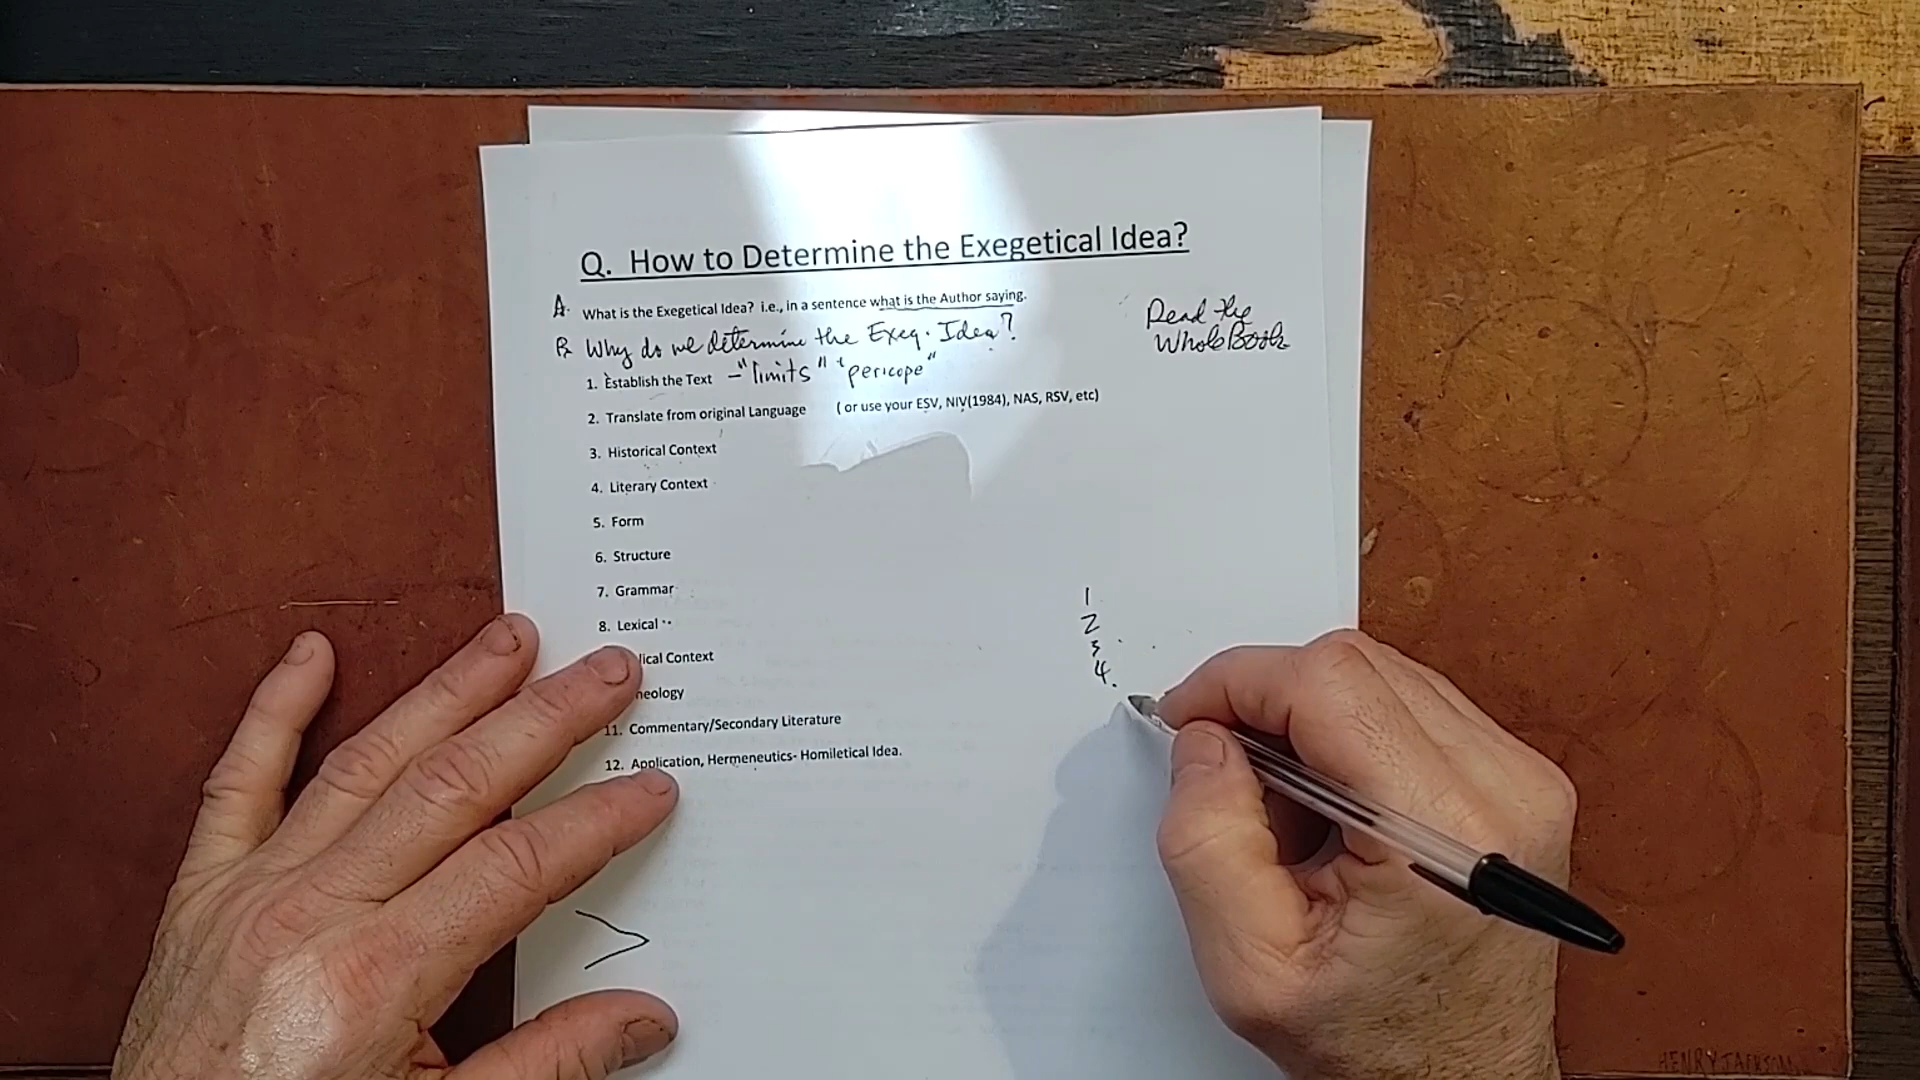 Q. How to Determine the Exegetical Idea?
A. What is the Exegetical Idea? i.e., in a sentence what is the Author saying.
B. Why do we determine the Exeg. Idea?
Read the
Whole Book
1. Establish the Text - "limits" + "pericope"
2. Translate from original Language ( or use your ESV, NIV(1984), NAS, RSV, etc)
3. Historical Context
4. Literary Context
5. Form
6. Structure
7. Grammar
8. Lexical
lical Context
heology
11. Commentary/Secondary Literature
12. Application, Hermeneutics- Homiletical Idea.
1
2
3
4.
HENRY JACKSON